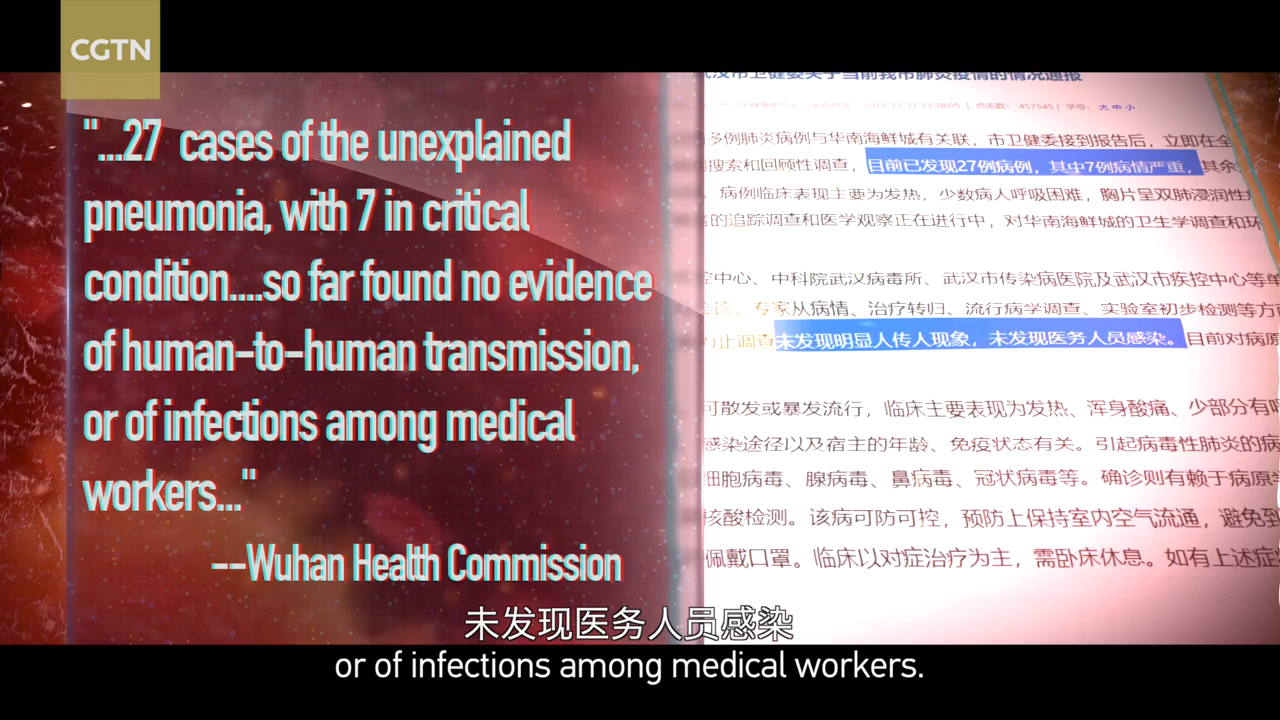 CGTN
"...27 cases of the unexplained
pneumonia, with 7 in critical
condition....so far found no evidence
of human-to-human transmission,
or of infections among medical
workers..."
--Wuhan Health Commission
汉市卫健委关于当前我市肺炎疫情的情况通报
2019-12-31 13:38:05 | 点击数: 457545 | 字号: 大 中 小
多例肺炎病例与华南海鲜城有关联，市卫健委接到报告后，立即在全
搜索和回顾性调查，目前已发现27例病例，其中7例病情严重，其余
病例临床表现主要为发热，少数病人呼吸困难，胸片呈双肺浸润性
的追踪调查和医学观察正在进行中，对华南海鲜城的卫生学调查和环
控中心、中科院武汉病毒所、武汉市传染病医院及武汉市疾控中心等单
会诊，专家从病情、治疗转归、流行病学调查、实验室初步检测等方
止调查未发现明显人传人现象，未发现医务人员感染。目前对病原
可散发或暴发流行，临床主要表现为发热、浑身酸痛、少部分有呼
感染途径以及宿主的年龄、免疫状态有关。引起病毒性肺炎的病
细胞病毒、腺病毒、鼻病毒、冠状病毒等。确诊则有赖于病原学
核酸检测。该病可防可控，预防上保持室内空气流通，避免到
佩戴口罩。临床以对症治疗为主，需卧床休息。如有上述症
未发现医务人员感染
or of infections among medical workers.